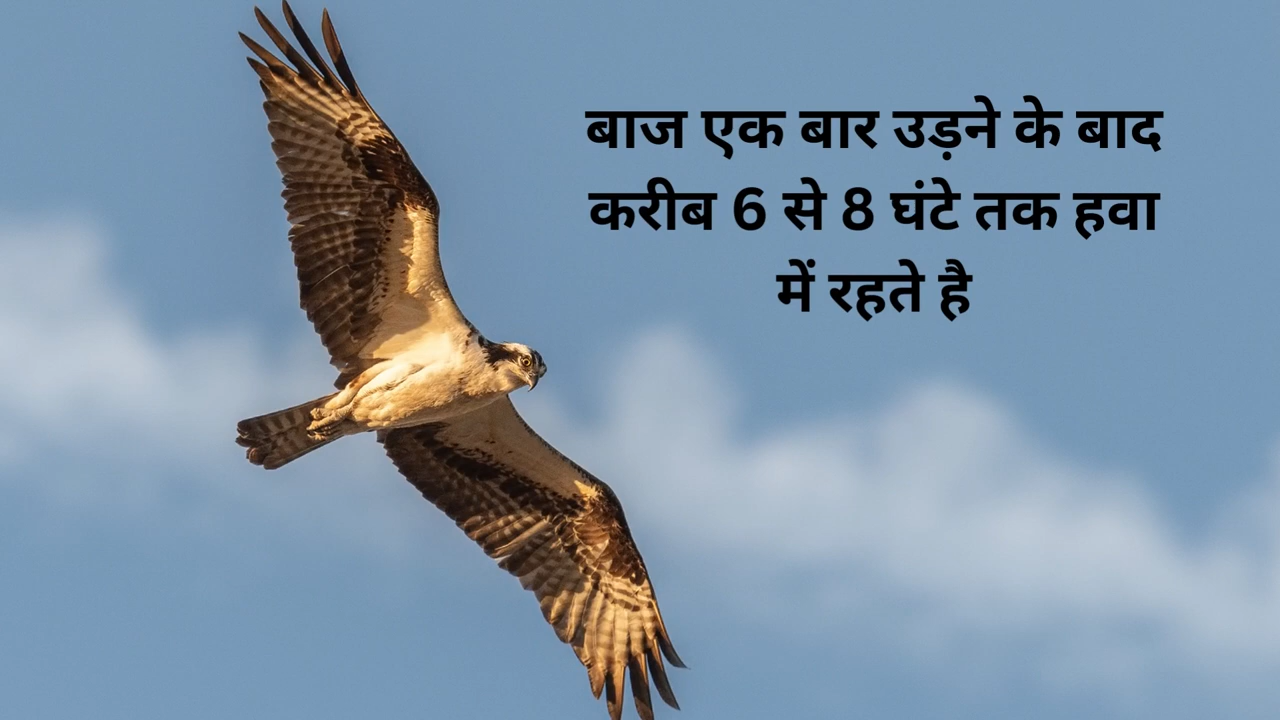 बाज एक बार उड़ने के बाद
करीब 6 से 8 घंटे तक हवा
में रहते है